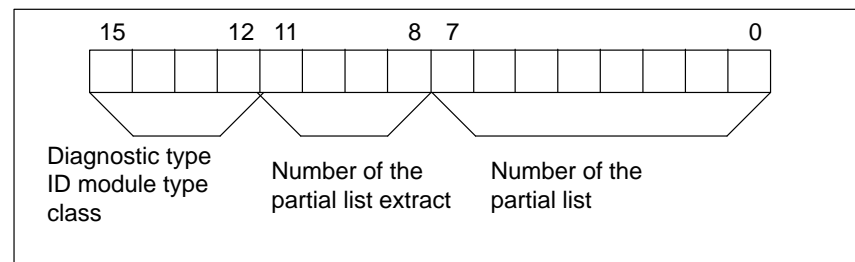 15 12 11 8 7 0
Diagnostic type
ID module type
class
Number of the
partial list extract
Number of the
partial list